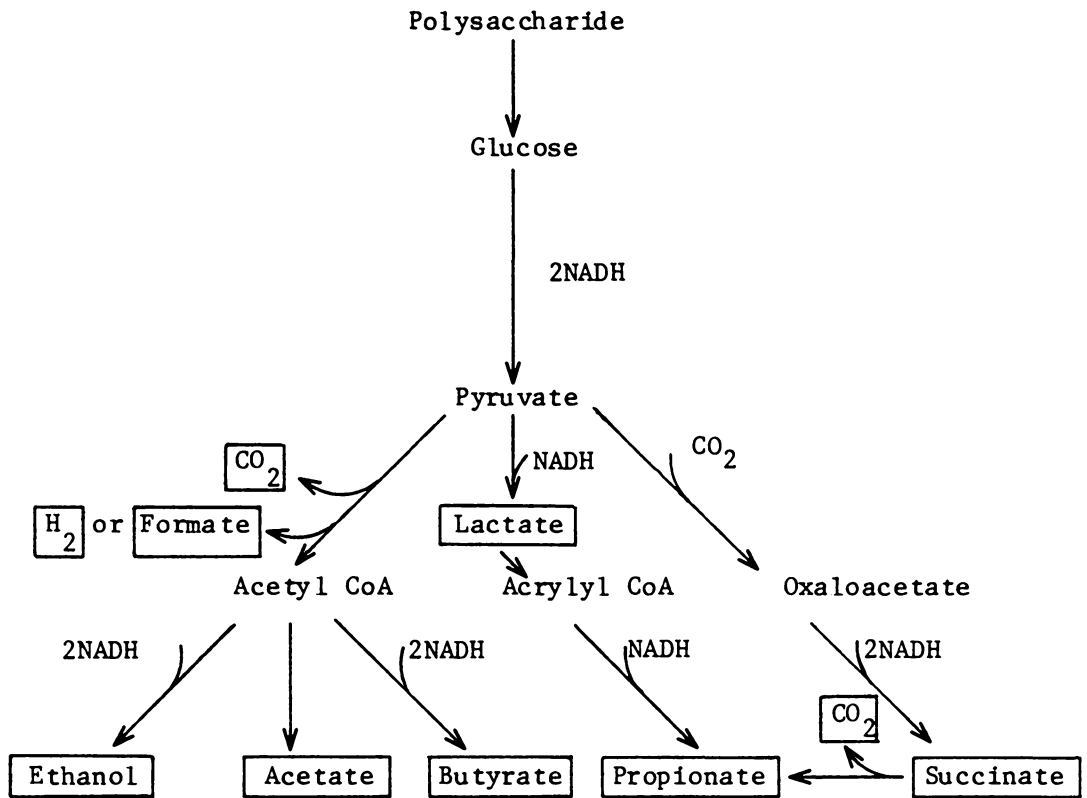 Polysaccharide
Glucose
2NADH
Pyruvate
CO2
NADH
CO2
H2 or Formate
Lactate
Acetyl CoA
Acrylyl CoA
Oxaloacetate
2NADH
2NADH
NADH
2NADH
CO2
Ethanol
Acetate
Butyrate
Propionate
Succinate